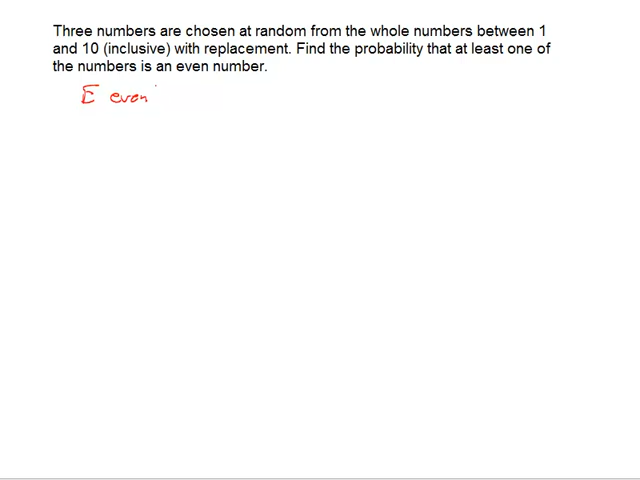 Three numbers are chosen at random from the whole numbers between 1
and 10 (inclusive) with replacement. Find the probability that at least one of
the numbers is an even number.
E even